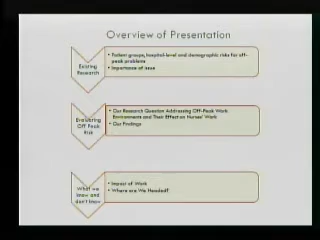 Overview of Presentation
Existing
Research
• Patient groups, hospital-level and demographic risks for off-
peak problems
• Importance of issue
Evaluating
Off Peak
Risk
• Our Research Question Addressing Off-Peak Work
Environments and Their Effect on Nurses' Work
• Our Findings
What we
know and
don't know
• Impact of Work
• Where are We Headed?